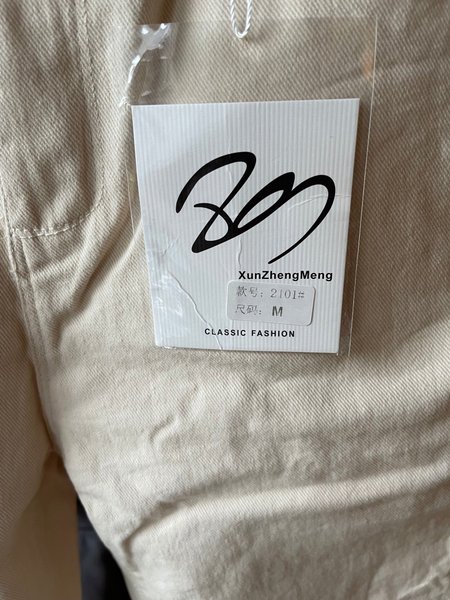 XunZhengMeng
款号: 2101#
尺码: M
CLASSIC FASHION